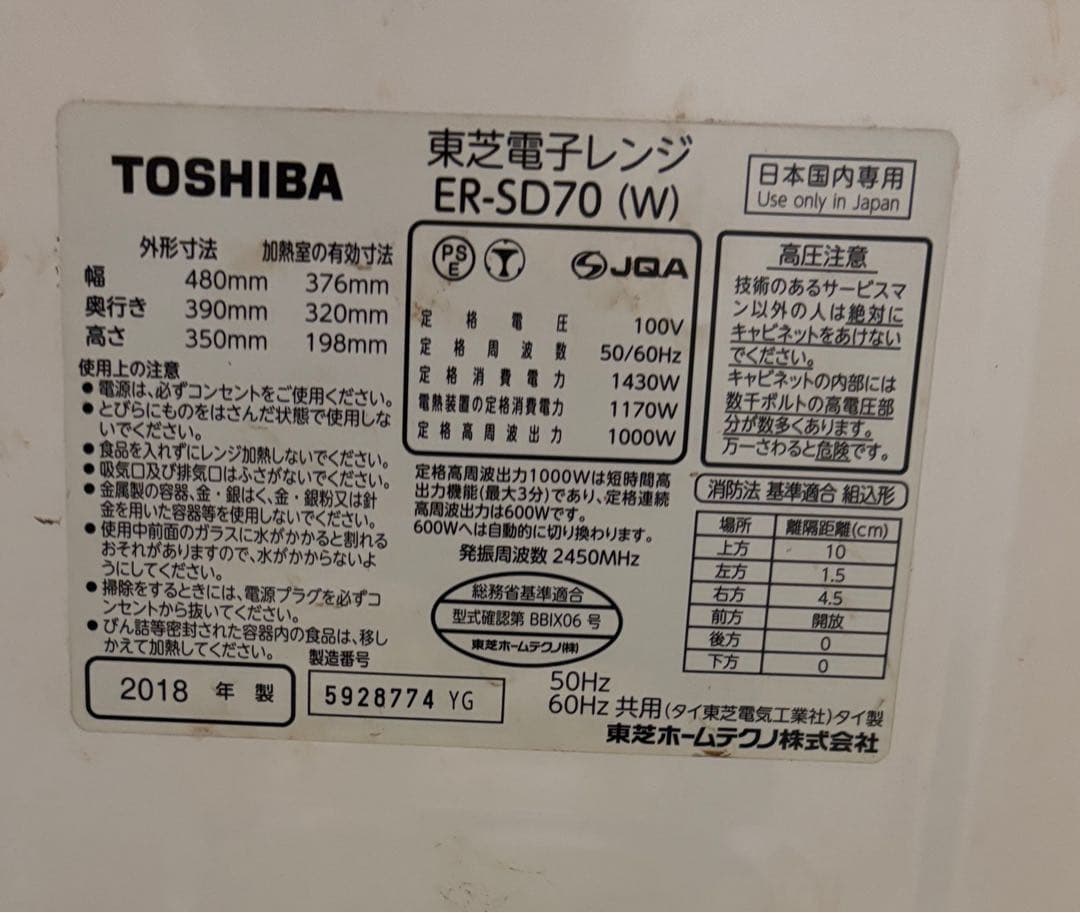 TOSHIBA
東芝電子レンジ
ER-SD70 (W)
日本国内専用
Use only in Japan
外形寸法 加熱室の有効寸法
幅 480mm 376mm
奥行き 390mm 320mm
高さ 350mm 198mm
使用上の注意
●電源は、必ずコンセントをご使用ください。
●とびらにものをはさんだ状態で使用しな
いでください。
●食品を入れずにレンジ加熱しないでください。
●吸気口及び排気口はふさがないでください。
●金属製の容器、金・銀はく、金・銀粉又は針
金を用いた容器等を使用しないでください。
●使用中前面のガラスに水がかかると割れる
おそれがありますので、水がかからないよ
うにしてください。
●掃除をするときには、電源プラグを必ずコ
ンセントから抜いてください。
●びん詰等密封された容器内の食品は、移し
かえて加熱してください。
2018 年 製
製造番号
5928774 YG
PS
E
JQA
定格電圧 100V
定格周波数 50/60Hz
定格消費電力 1430W
電熱装置の定格消費電力 1170W
定格高周波出力 1000W
定格高周波出力1000Wは短時間高
出力機能(最大3分)であり、定格連続
高周波出力は600Wです。
600Wへは自動的に切り換わります。
発振周波数 2450MHz
総務省基準適合
型式確認第 BBIX06 号
東芝ホームテクノ(株)
高圧注意
技術のあるサービスマ
ン以外の人は絶対に
キャビネットをあけない
でください。
キャビネットの内部には
数千ボルトの高電圧部
分が数多くあります。
万一さわると危険です。
消防法 基準適合 組込形
場所 離隔距離(cm)
上方 10
左方 1.5
右方 4.5
前方 開放
後方 0
下方 0
50Hz
60Hz 共用(タイ東芝電気工業社)タイ製
東芝ホームテクノ株式会社